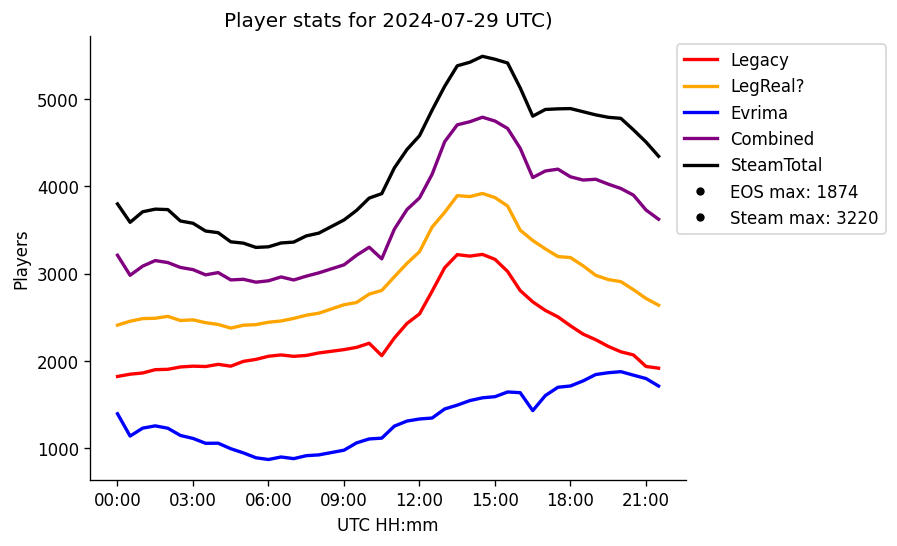 Player stats for 2024-07-29 UTC)
Players
5000
4000
3000
2000
1000
00:00 03:00 06:00 09:00 12:00 15:00 18:00 21:00
UTC HH:mm
Legacy
LegReal?
Evrima
Combined
SteamTotal
EOS max: 1874
Steam max: 3220